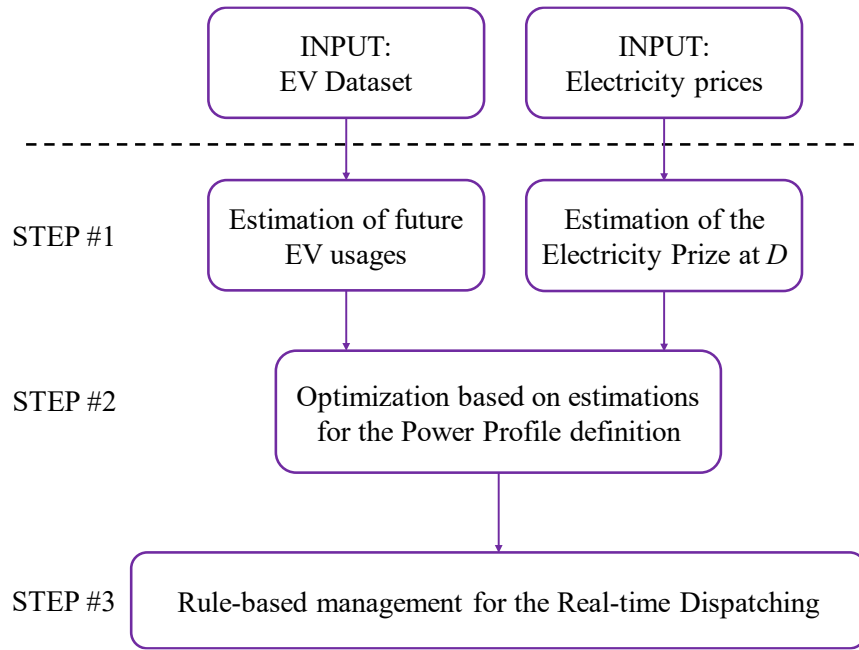 INPUT:
EV Dataset
INPUT:
Electricity prices
STEP #1
Estimation of future
EV usages
Estimation of the
Electricity Prize at D
STEP #2
Optimization based on estimations
for the Power Profile definition
STEP #3
Rule-based management for the Real-time Dispatching